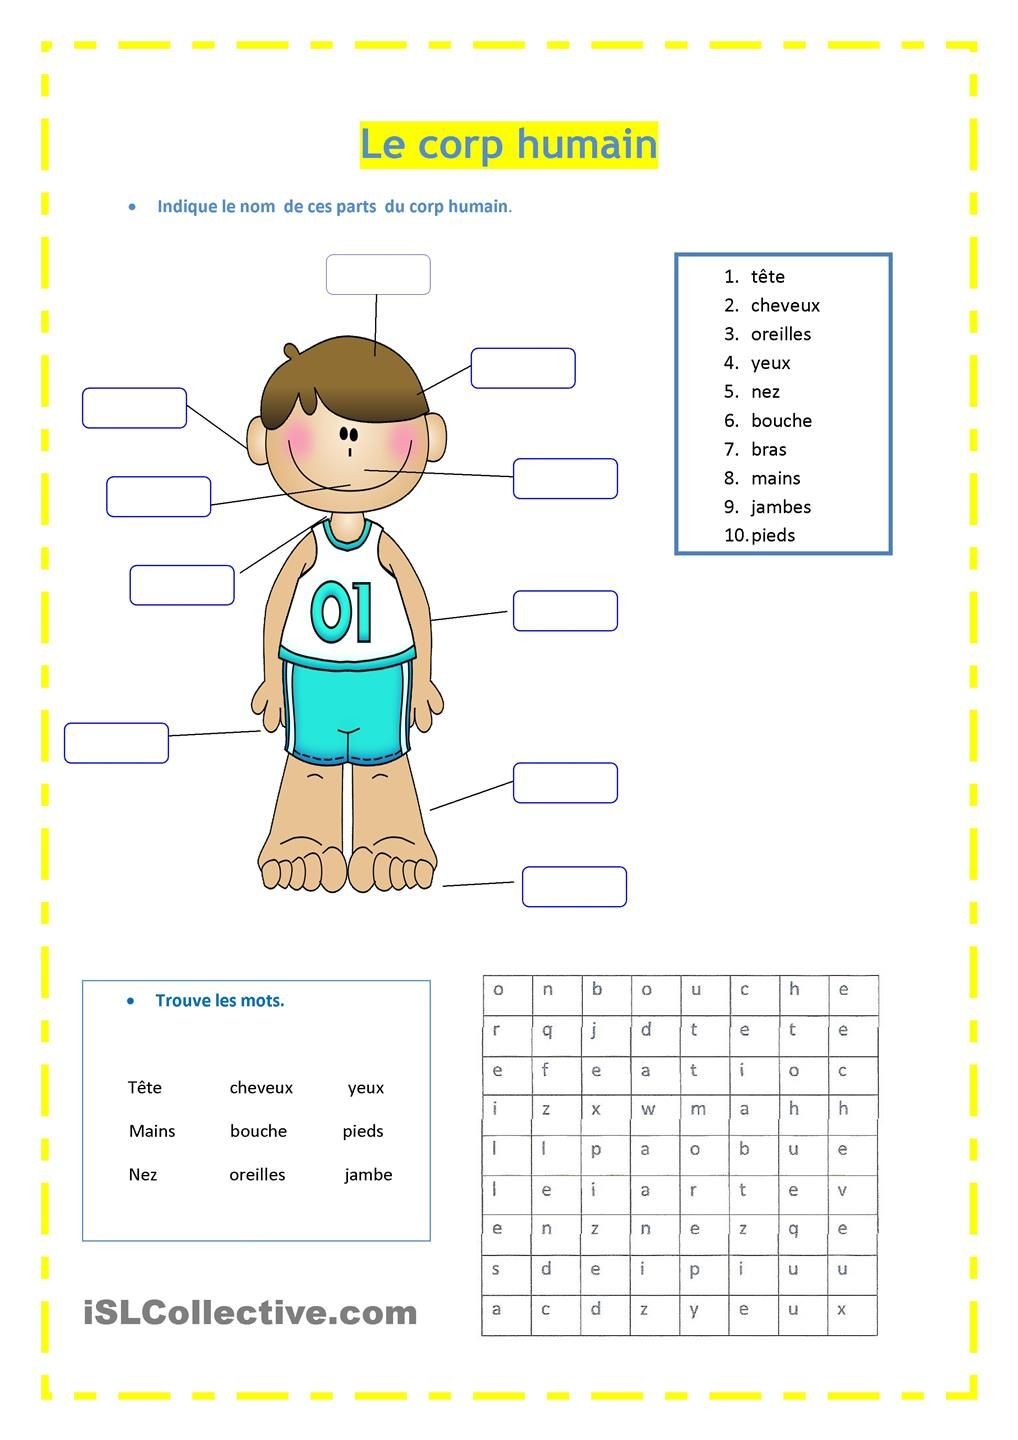 Le corp humain
• Indique le nom de ces parts du corp humain.
1. tête
2. cheveux
3. oreilles
4. yeux
5. nez
6. bouche
7. bras
8. mains
9. jambes
10. pieds
01
• Trouve les mots.
Tête cheveux yeux
Mains bouche pieds
Nez oreilles jambe
o n b o u c h e
r q j d t e t e
e f e a t i o c
i z x w m a h h
l l p a o b u e
l e i a r t e v
e n z n e z q e
s d e i p i u u
a c d z y e u x
iSLCollective.com